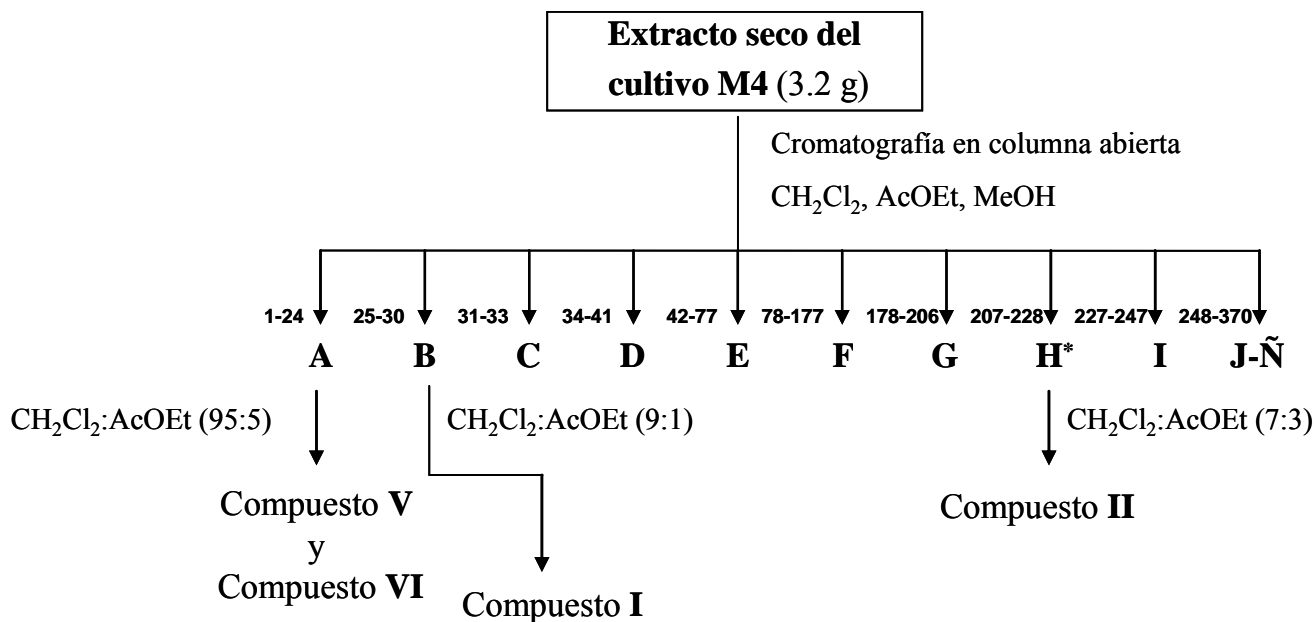 Extracto seco del
cultivo M4 (3.2 g)
Cromatografía en columna abierta
CH₂Cl₂, AcOEt, MeOH
1-24 25-30 31-33 34-41 42-77 78-177 178-206 207-228 227-247 248-370
A B C D E F G H* I J-Ñ
CH₂Cl₂:AcOEt (95:5) CH₂Cl₂:AcOEt (9:1) CH₂Cl₂:AcOEt (7:3)
Compuesto V Compuesto II
y
Compuesto VI
Compuesto I